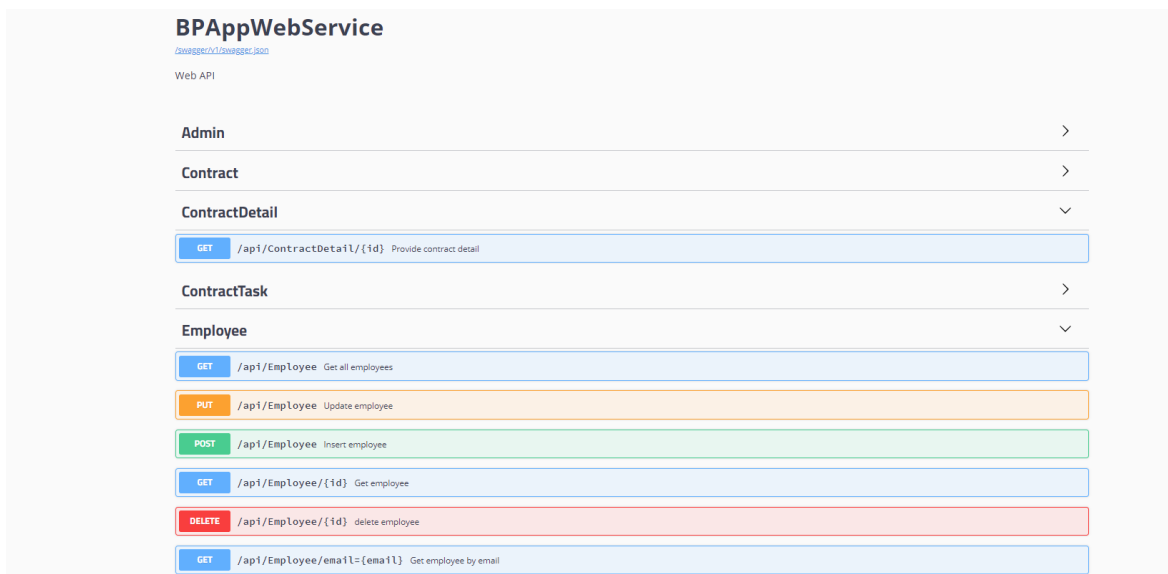 BPAppWebService
/swagger/v1/swagger.json
Web API
Admin
Contract
ContractDetail
GET /api/ContractDetail/{id} Provide contract detail
ContractTask
Employee
GET /api/Employee Get all employees
PUT /api/Employee Update employee
POST /api/Employee Insert employee
GET /api/Employee/{id} Get employee
DELETE /api/Employee/{id} delete employee
GET /api/Employee/email={email} Get employee by email